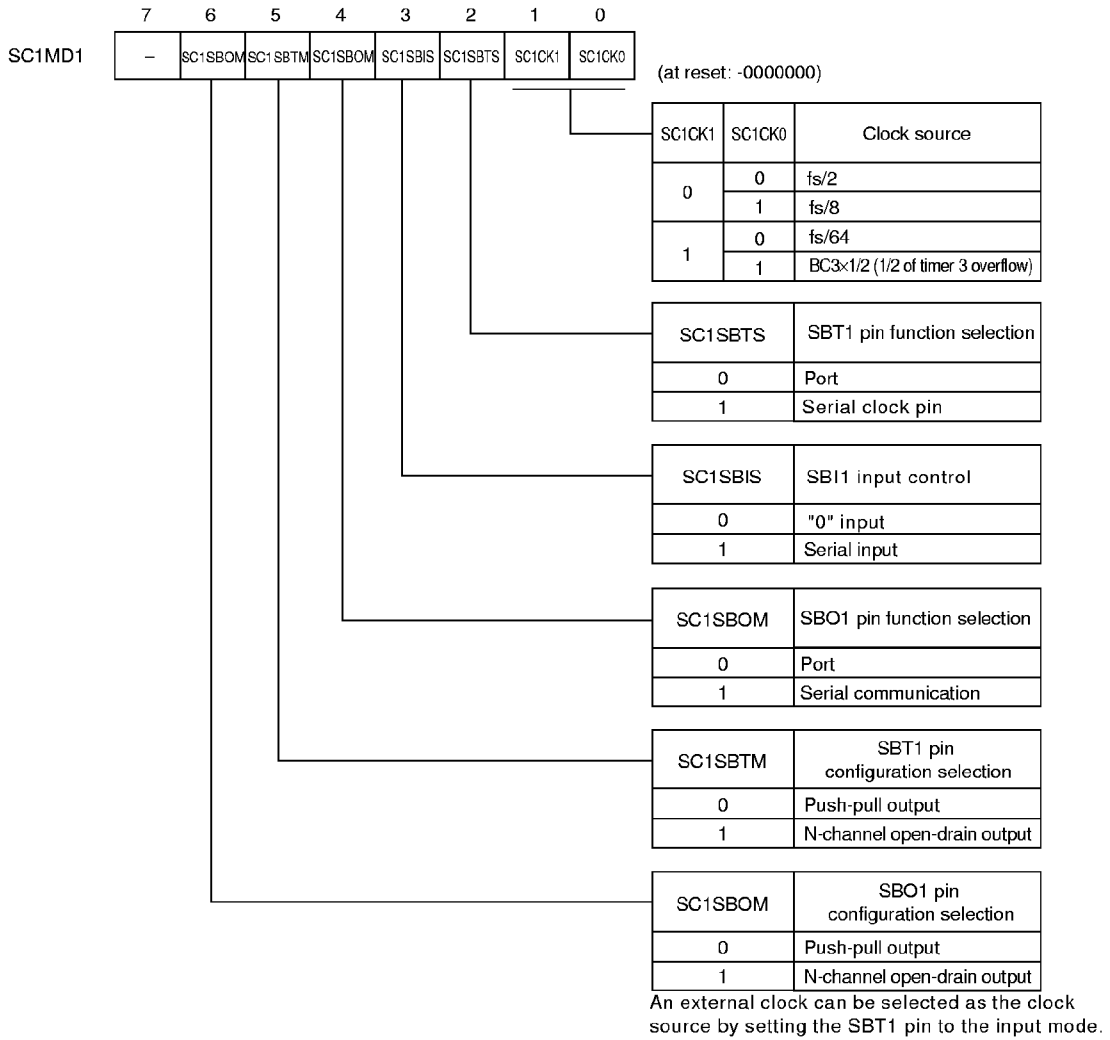 7 6 5 4 3 2 1 0
SC1MD1 – SC1SBOM SC1SBTM SC1SBOM SC1SBIS SC1SBTS SC1CK1 SC1CK0
(at reset: -0000000)
SC1CK1 SC1CK0 Clock source
0 0 fs/2
1 fs/8
1 0 fs/64
1 BC3×1/2 (1/2 of timer 3 overflow)
SC1SBTS SBT1 pin function selection
0 Port
1 Serial clock pin
SC1SBIS SBI1 input control
0 "0" input
1 Serial input
SC1SBOM SBO1 pin function selection
0 Port
1 Serial communication
SC1SBTM SBT1 pin
configuration selection
0 Push-pull output
1 N-channel open-drain output
SC1SBOM SBO1 pin
configuration selection
0 Push-pull output
1 N-channel open-drain output
An external clock can be selected as the clock
source by setting the SBT1 pin to the input mode.